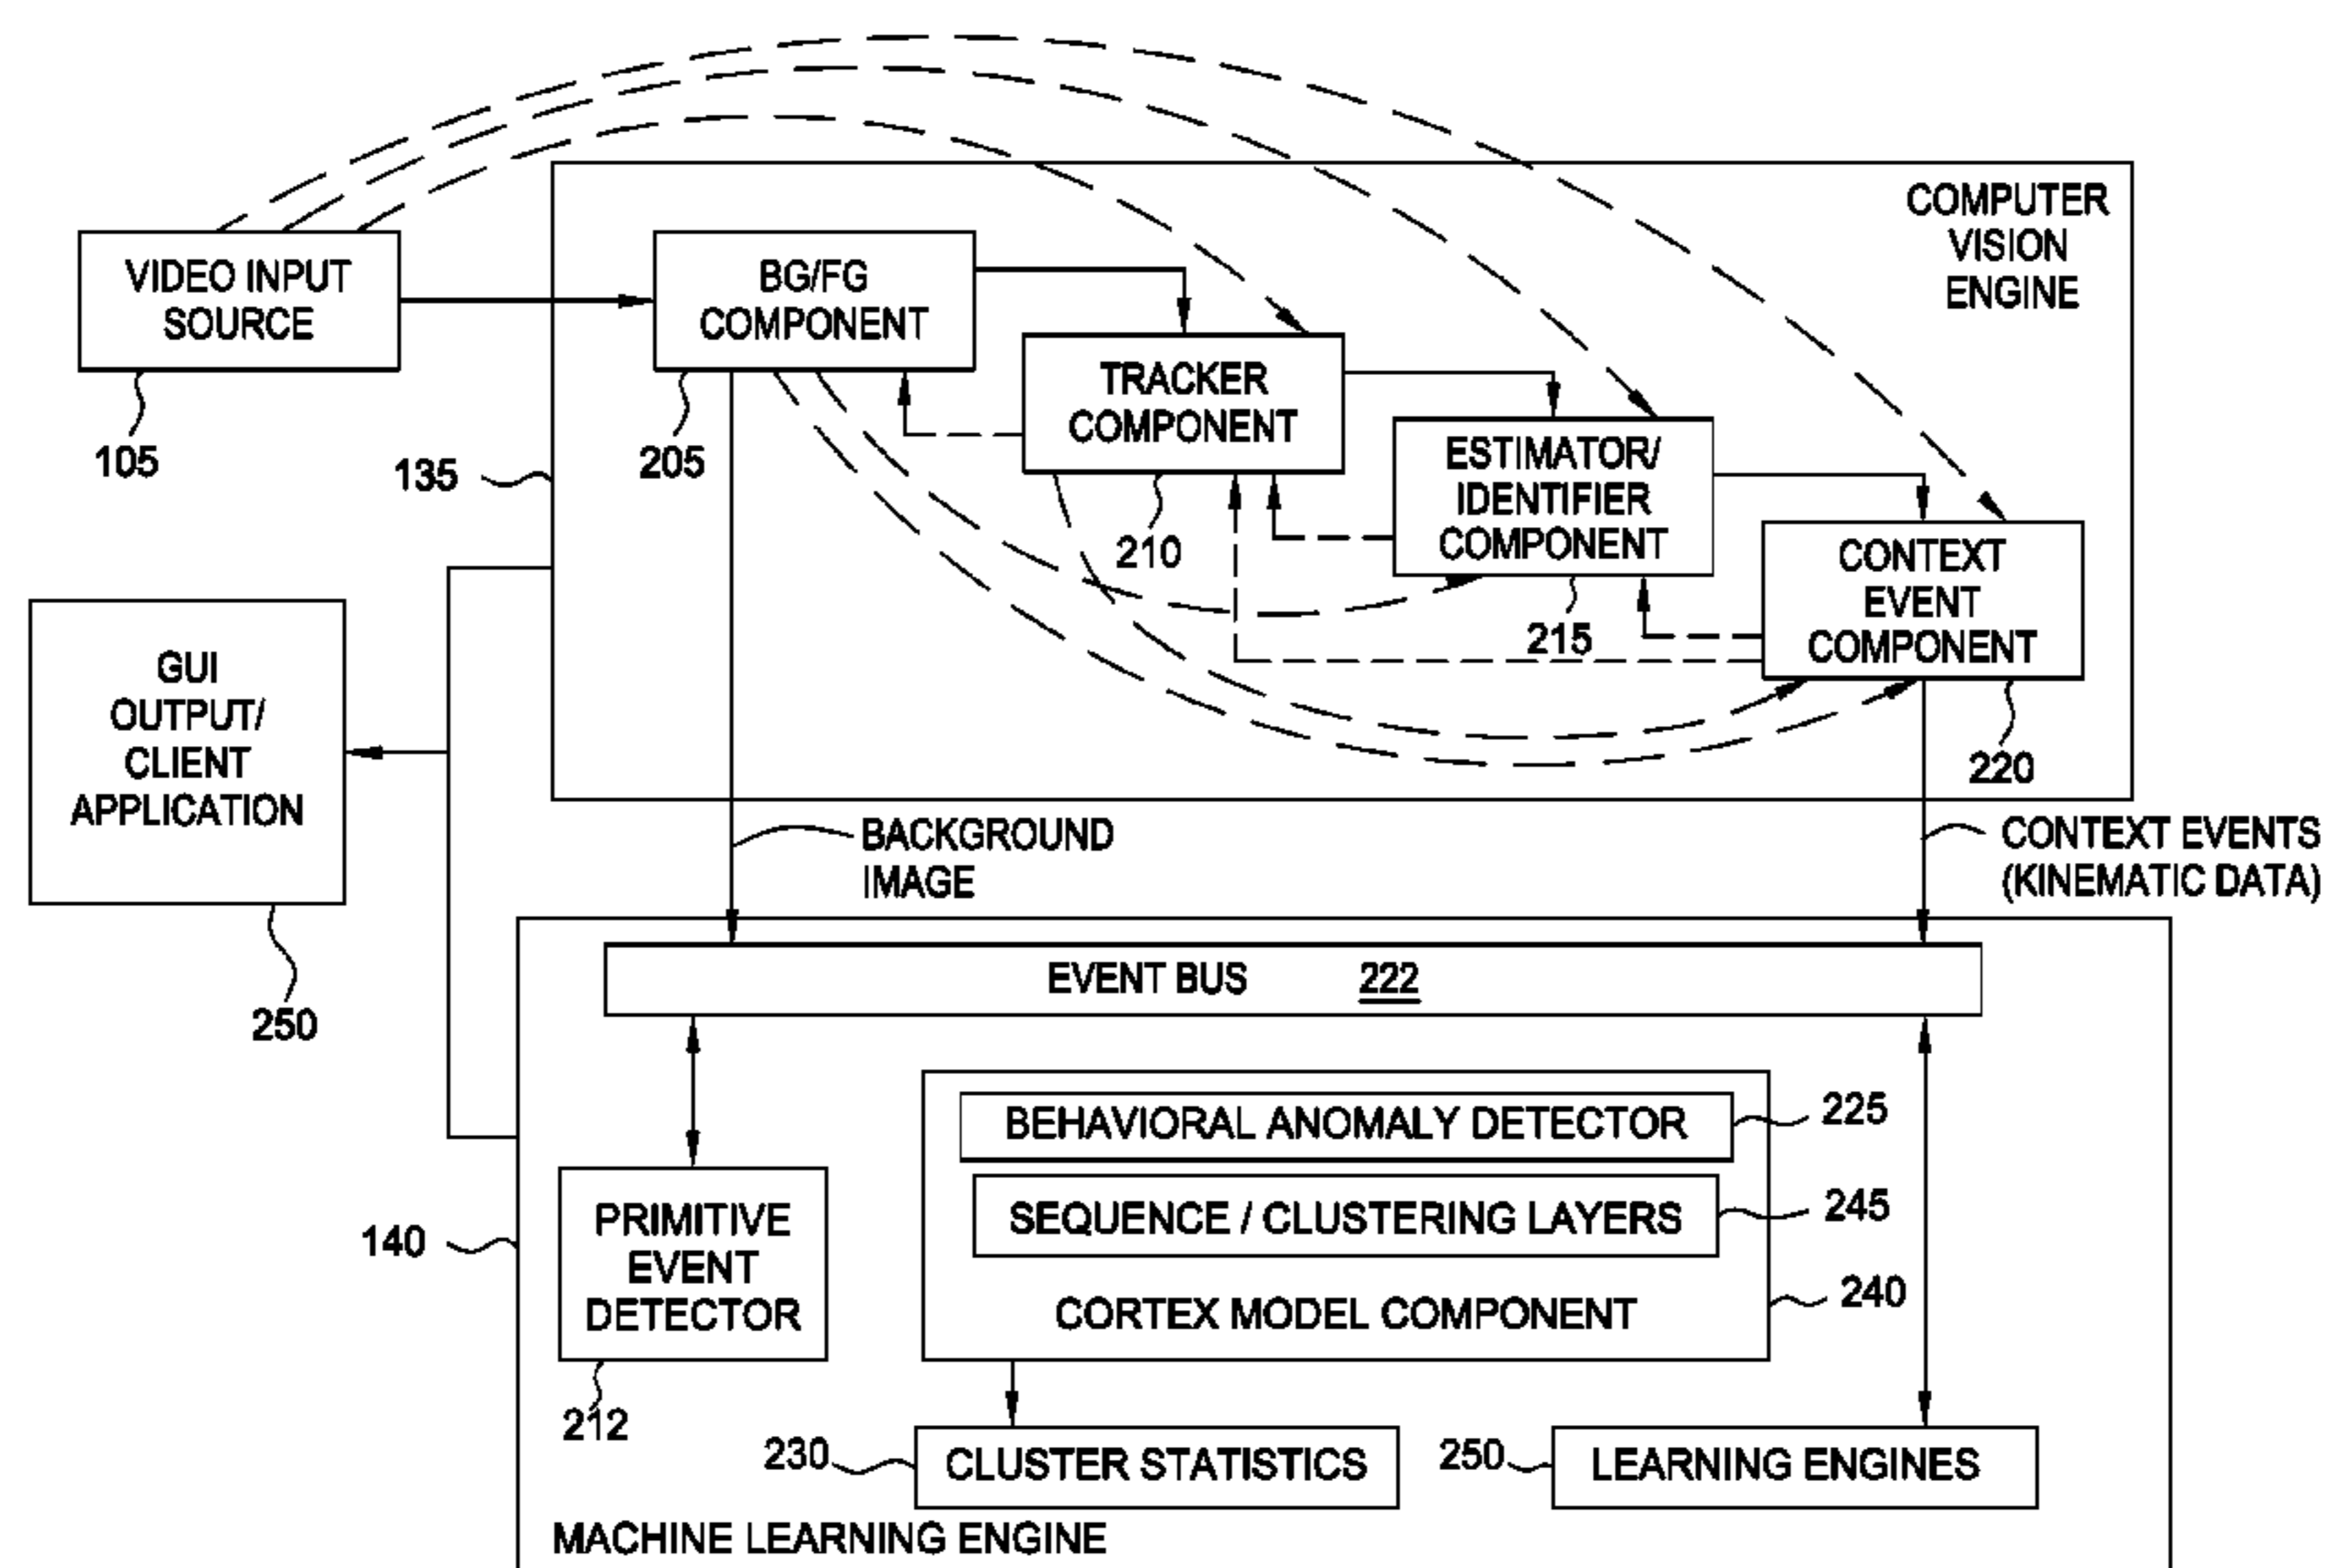 COMPUTER
VISION
ENGINE
VIDEO INPUT
SOURCE
105
BG/FG
COMPONENT
205
135
TRACKER
COMPONENT
210
ESTIMATOR/
IDENTIFIER
COMPONENT
215
CONTEXT
EVENT
COMPONENT
220
GUI
OUTPUT/
CLIENT
APPLICATION
250
BACKGROUND
IMAGE
CONTEXT EVENTS
(KINEMATIC DATA)
EVENT BUS 222
BEHAVIORAL ANOMALY DETECTOR
225
SEQUENCE / CLUSTERING LAYERS
245
CORTEX MODEL COMPONENT
240
140
PRIMITIVE
EVENT
DETECTOR
212
230
CLUSTER STATISTICS
250
LEARNING ENGINES
MACHINE LEARNING ENGINE